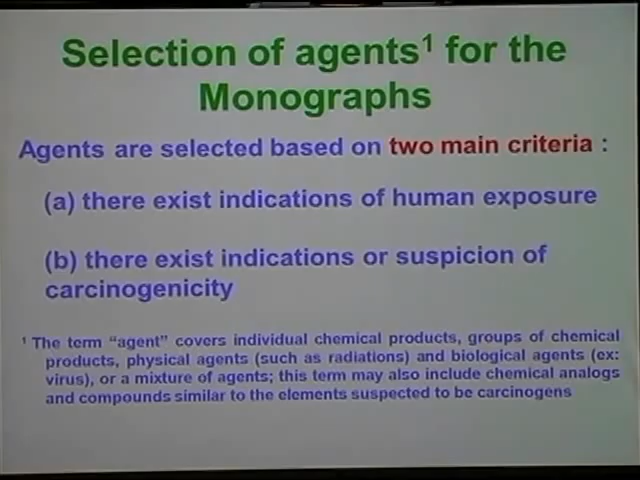 Selection of agents¹ for the
Monographs
Agents are selected based on two main criteria :
(a) there exist indications of human exposure
(b) there exist indications or suspicion of
carcinogenicity
¹ The term “agent” covers individual chemical products, groups of chemical
products, physical agents (such as radiations) and biological agents (ex:
virus), or a mixture of agents; this term may also include chemical analogs
and compounds similar to the elements suspected to be carcinogens